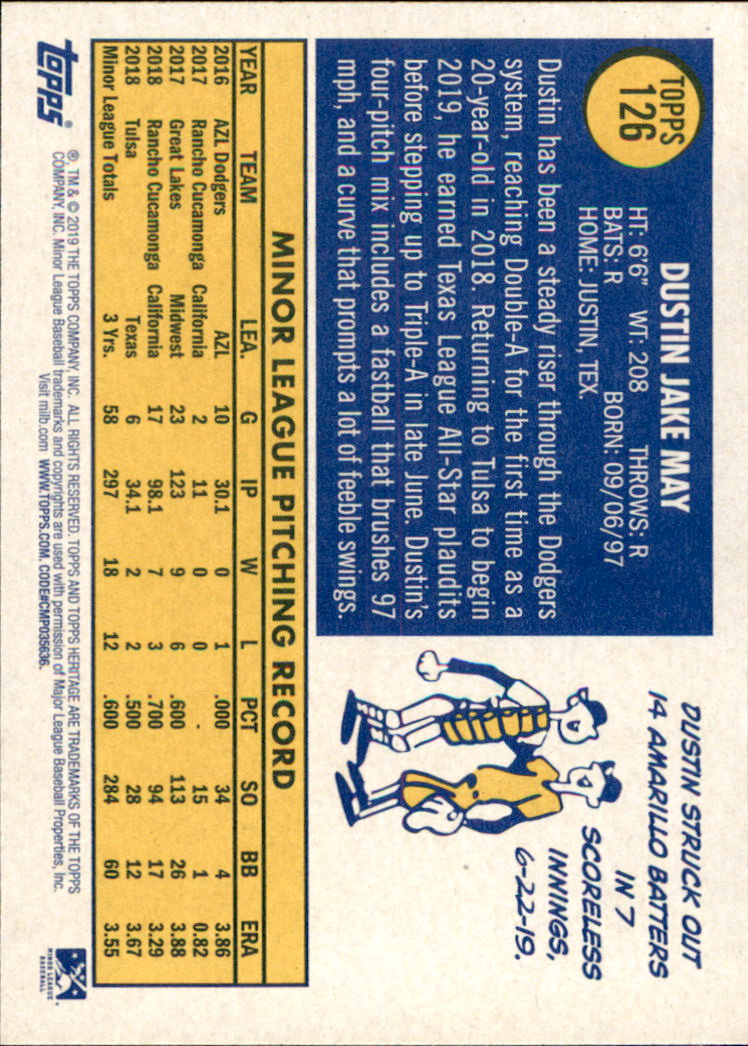 TOPPS
126
DUSTIN JAKE MAY
HT: 6'6" WT: 208 THROWS: R
BATS: R BORN: 09/06/97
HOME: JUSTIN, TEX.
Dustin has been a steady riser through the Dodgers
system, reaching Double-A for the first time as a
20-year-old in 2018. Returning to Tulsa to begin
2019, he earned Texas League All-Star plaudits
before stepping up to Triple-A in late June. Dustin's
four-pitch mix includes a fastball that brushes 97
mph, and a curve that prompts a lot of feeble swings.
DUSTIN STRUCK OUT
14 AMARILLO BATTERS
IN 7
SCORELESS
INNINGS,
6-22-19.
MINOR LEAGUE PITCHING RECORD
YEAR TEAM LEA. G IP W L PCT SO BB ERA
2016 AZL Dodgers AZL 10 30.1 0 1 .000 34 4 3.86
2017 Rancho Cucamonga California 2 11 0 0 - 15 1 0.82
2017 Great Lakes Midwest 23 123 9 6 .600 113 26 3.88
2018 Rancho Cucamonga California 17 98.1 7 3 .700 94 17 3.29
2018 Tulsa Texas 6 34.1 2 2 .500 28 12 3.67
Minor League Totals 3 Yrs. 58 297 18 12 .600 284 60 3.55
topps®
®, TM & © 2019 THE TOPPS COMPANY, INC. ALL RIGHTS RESERVED. TOPPS AND TOPPS HERITAGE ARE TRADEMARKS OF THE TOPPS
COMPANY, INC. Minor League Baseball trademarks and copyrights are used with permission of Major League Baseball Properties, Inc.
Visit milb.com WWW.TOPPS.COM. CODE#CMP035636.
MINOR LEAGUE
BASEBALL